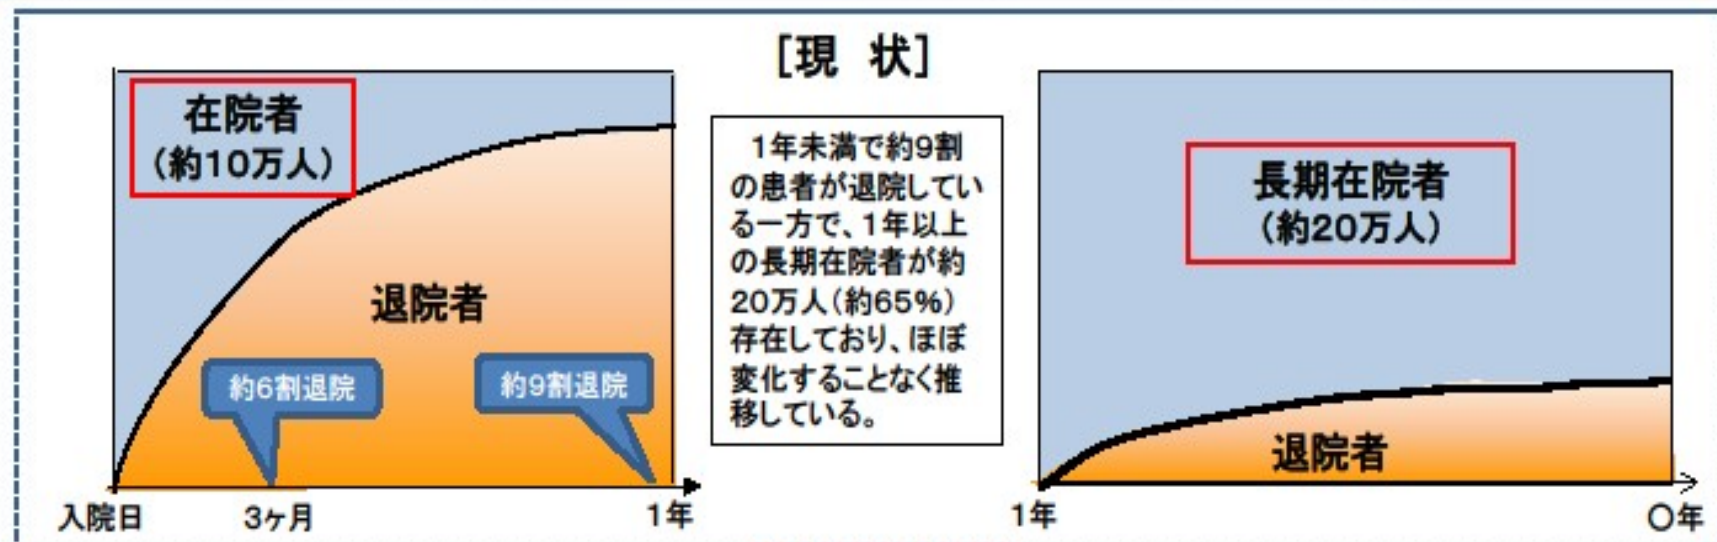 [現 状]
在院者
(約10万人)
退院者
約6割退院
約9割退院
入院日
3ヶ月
1年
1年未満で約9割
の患者が退院してい
る一方で、1年以上
の長期在院者が約
20万人(約65%)
存在しており、ほぼ
変化することなく推
移している。
長期在院者
(約20万人)
退院者
1年
〇年